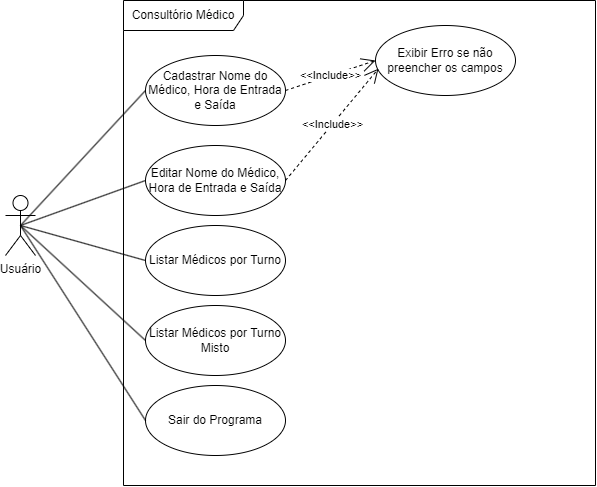 Consultório Médico
Exibir Erro se não
preencher os campos
Cadastrar Nome do
Médico, Hora de Entrada
e Saída
<<Include>>
<<Include>>
Editar Nome do Médico,
Hora de Entrada e Saída
Usuário
Listar Médicos por Turno
Listar Médicos por Turno
Misto
Sair do Programa